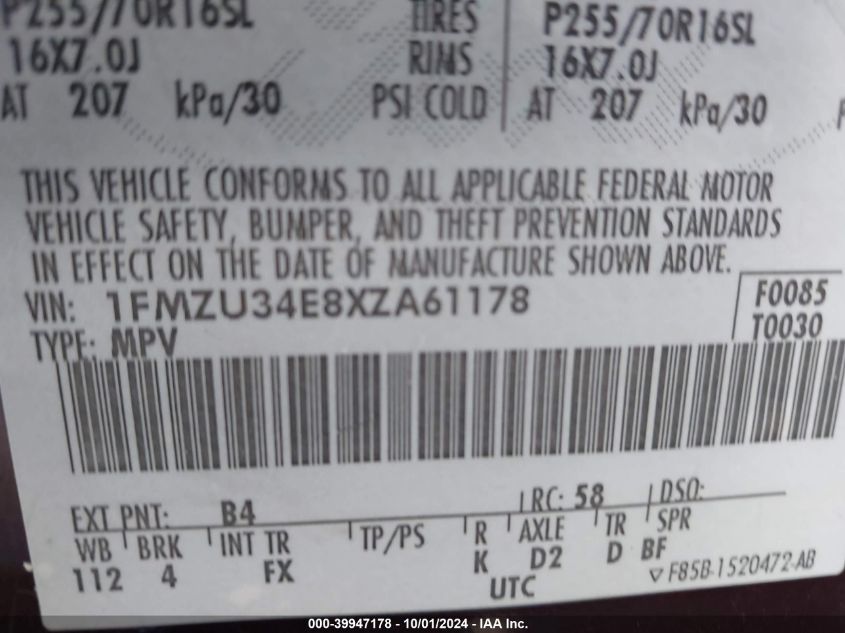 P255/70R16SL TIRES P255/70R16SL
16X7.0J RIMS 16X7.0J
AT 207 kPa/30 PSI COLD AT 207 kPa/30
THIS VEHICLE CONFORMS TO ALL APPLICABLE FEDERAL MOTOR
VEHICLE SAFETY, BUMPER, AND THEFT PREVENTION STANDARDS
IN EFFECT ON THE DATE OF MANUFACTURE SHOWN ABOVE.
VIN: 1FMZU34E8XZA61178 F0085
TYPE: MPV T0030
EXT PNT: B4 RC: 58 DSO:
WB BRK INT TR TP/PS R AXLE TR SPR
112 4 FX K D2 D BF
UTC ▽ F85B-1520472-AB
000-39947178 - 10/01/2024 - IAA Inc.